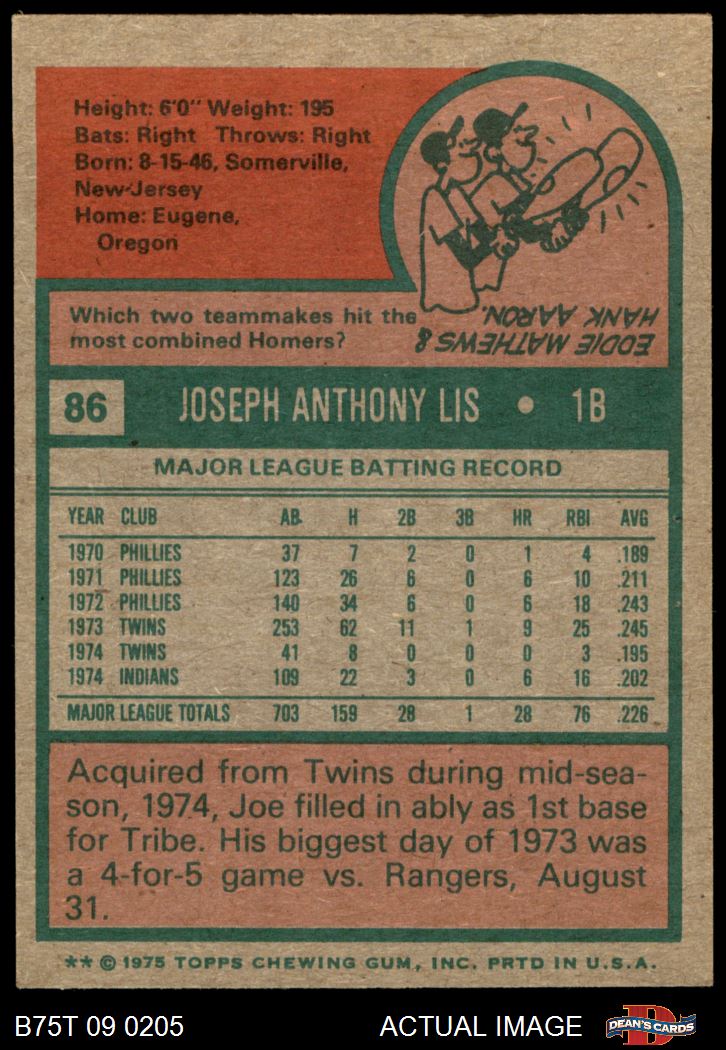 Height: 6'0" Weight: 195
Bats: Right Throws: Right
Born: 8-15-46, Somerville,
New Jersey
Home: Eugene,
Oregon
Which two teammakes hit the
most combined Homers?
EDDIE MATHEWS &
HANK AARON.
86 JOSEPH ANTHONY LIS • 1B
MAJOR LEAGUE BATTING RECORD
YEAR CLUB AB. H 2B 3B HR RBI AVG
1970 PHILLIES 37 7 2 0 1 4 .189
1971 PHILLIES 123 26 6 0 6 10 .211
1972 PHILLIES 140 34 6 0 6 18 .243
1973 TWINS 253 62 11 1 9 25 .245
1974 TWINS 41 8 0 0 0 3 .195
1974 INDIANS 109 22 3 0 6 16 .202
MAJOR LEAGUE TOTALS 703 159 28 1 28 76 .226
Acquired from Twins during mid-sea-
son, 1974, Joe filled in ably as 1st base
for Tribe. His biggest day of 1973 was
a 4-for-5 game vs. Rangers, August
31.
** © 1975 TOPPS CHEWING GUM, INC. PRTD IN U.S.A.
B75T 09 0205 ACTUAL IMAGE DEAN'S CARDS